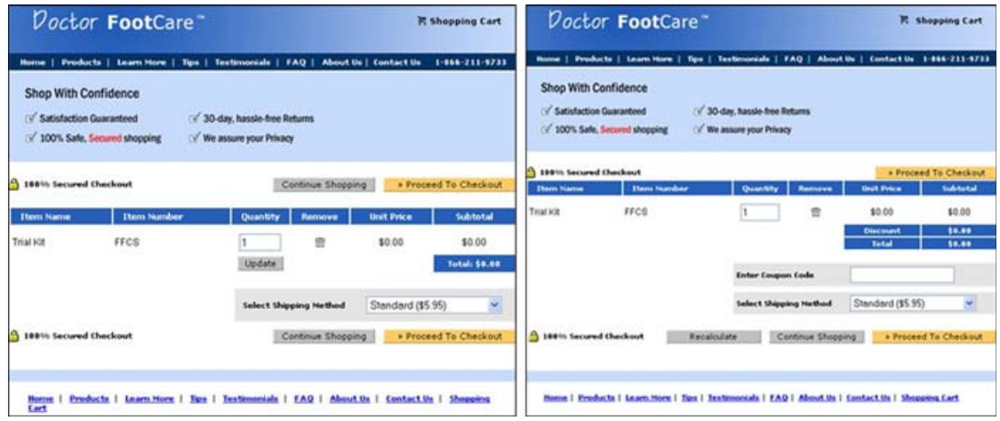 Doctor FootCare™
Shopping Cart
Home | Products | Learn More | Tips | Testimonials | FAQ | About Us | Contact Us 1-866-211-9733
Shop With Confidence
Satisfaction Guaranteed 30-day, hassle-free Returns
100% Safe, Secured shopping We assure your Privacy
100% Secured Checkout Continue Shopping » Proceed To Checkout
Item Name Item Number Quantity Remove Unit Price Subtotal
Trial Kit FFCS 1 $0.00 $0.00
Update Total: $0.00
Select Shipping Method Standard ($5.95)
100% Secured Checkout Continue Shopping » Proceed To Checkout
Home | Products | Learn More | Tips | Testimonials | FAQ | About Us | Contact Us | Shopping
Cart
Doctor FootCare™
Shopping Cart
Home | Products | Learn More | Tips | Testimonials | FAQ | About Us | Contact Us 1-866-211-9733
Shop With Confidence
Satisfaction Guaranteed 30-day, hassle-free Returns
100% Safe, Secured shopping We assure your Privacy
100% Secured Checkout » Proceed To Checkout
Item Name Item Number Quantity Remove Unit Price Subtotal
Trial Kit FFCS 1 $0.00 $0.00
Discount $0.00
Total $0.00
Enter Coupon Code
Select Shipping Method Standard ($5.95)
100% Secured Checkout Recalculate Continue Shopping » Proceed To Checkout
Home | Products | Learn More | Tips | Testimonials | FAQ | About Us | Contact Us | Shopping Cart